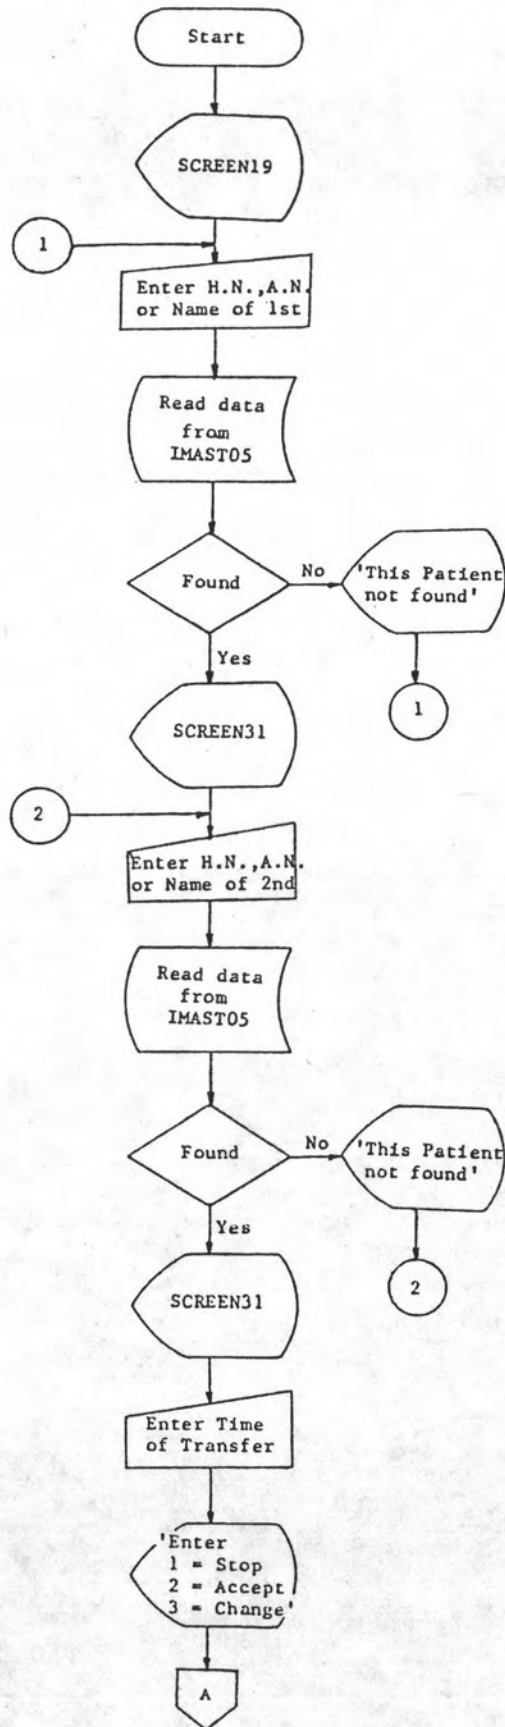 Start
SCREEN19
1
Enter H.N.,A.N.
or Name of 1st
Read data
from
IMAST05
Found
No
'This Patient
not found'
Yes
1
SCREEN31
2
Enter H.N.,A.N.
or Name of 2nd
Read data
from
IMAST05
Found
No
'This Patient
not found'
Yes
2
SCREEN31
Enter Time
of Transfer
'Enter
1 = Stop
2 = Accept
3 = Change'
A